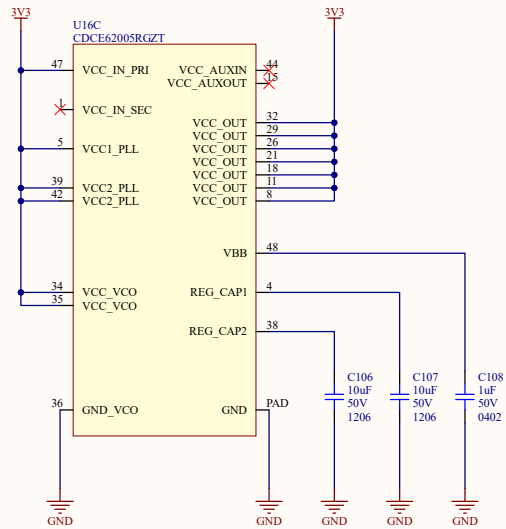 3V3
3V3
U16C
CDCE62005RGZT
47 VCC_IN_PRI
VCC_AUXIN 44
VCC_AUXOUT 15
1 VCC_IN_SEC
VCC_OUT 32
VCC_OUT 29
5 VCC1_PLL
VCC_OUT 26
VCC_OUT 21
VCC_OUT 18
39 VCC2_PLL
VCC_OUT 11
42 VCC2_PLL
VCC_OUT 8
VBB 48
34 VCC_VCO
REG_CAP1 4
35 VCC_VCO
REG_CAP2 38
C106
10uF
50V
1206
C107
10uF
50V
1206
C108
1uF
50V
0402
36 GND_VCO
GND PAD
GND
GND
GND
GND
GND